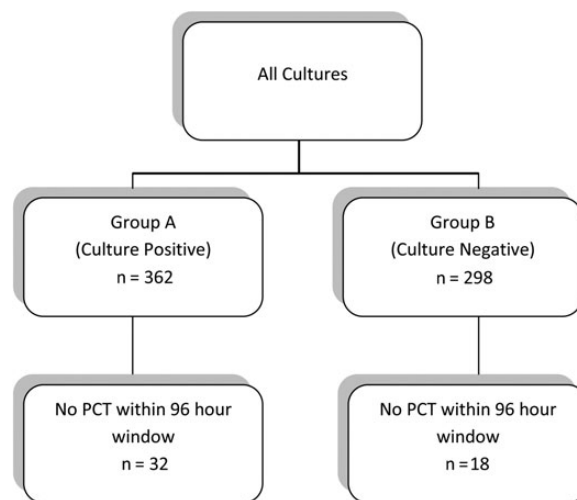 All Cultures
Group A
(Culture Positive)
n = 362
Group B
(Culture Negative)
n = 298
No PCT within 96 hour
window
n = 32
No PCT within 96 hour
window
n =18